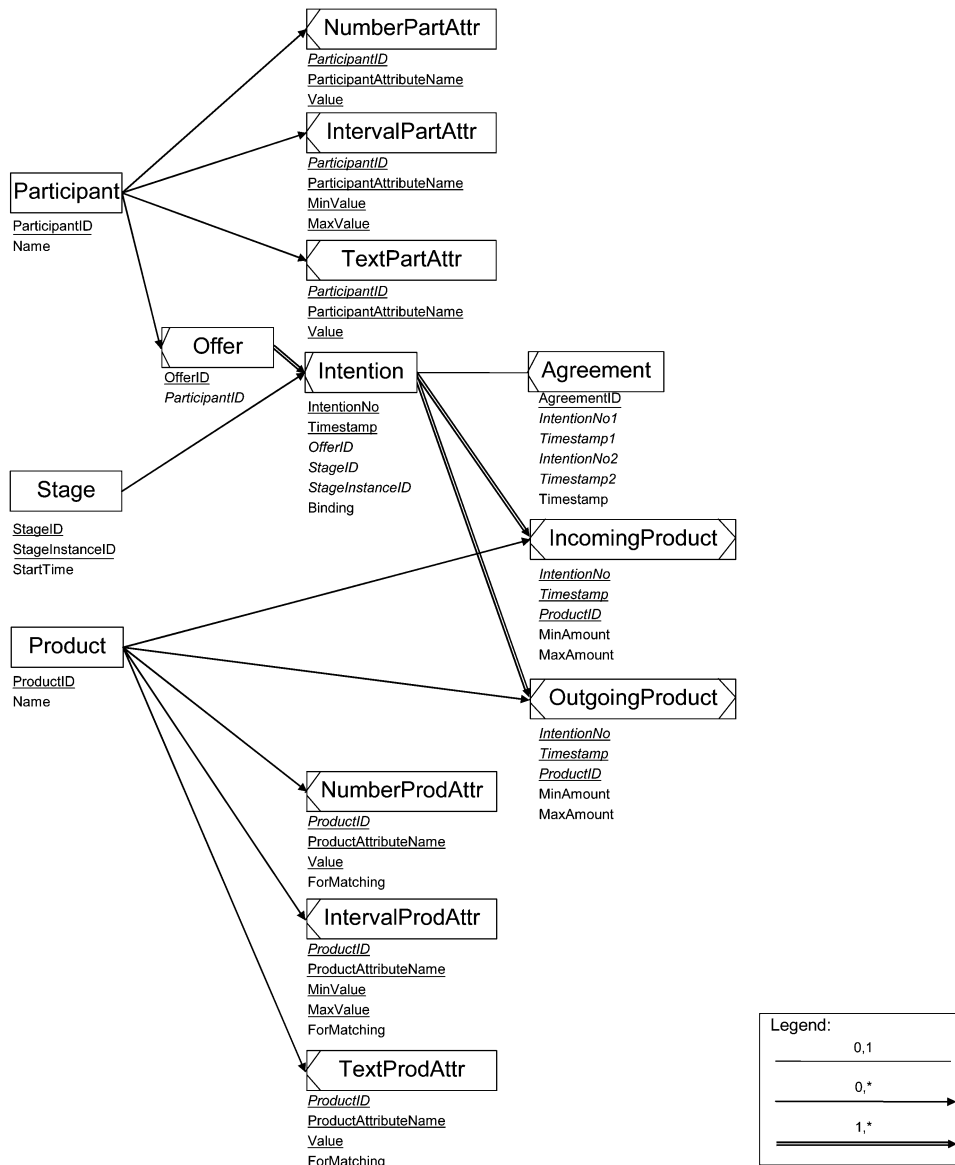 NumberPartAttr
ParticipantID
ParticipantAttributeName
Value
IntervalPartAttr
ParticipantID
ParticipantAttributeName
MinValue
MaxValue
Participant
ParticipantID
Name
TextPartAttr
ParticipantID
ParticipantAttributeName
Value
Offer
OfferID
ParticipantID
Intention
IntentionNo
Timestamp
OfferID
StageID
StageInstanceID
Binding
Agreement
AgreementID
IntentionNo1
Timestamp1
IntentionNo2
Timestamp2
Timestamp
Stage
StageID
StageInstanceID
StartTime
IncomingProduct
IntentionNo
Timestamp
ProductID
MinAmount
MaxAmount
Product
ProductID
Name
OutgoingProduct
IntentionNo
Timestamp
ProductID
MinAmount
MaxAmount
NumberProdAttr
ProductID
ProductAttributeName
Value
ForMatching
IntervalProdAttr
ProductID
ProductAttributeName
MinValue
MaxValue
ForMatching
TextProdAttr
ProductID
ProductAttributeName
Value
ForMatching
Legend:
0,1
0,*
1,*